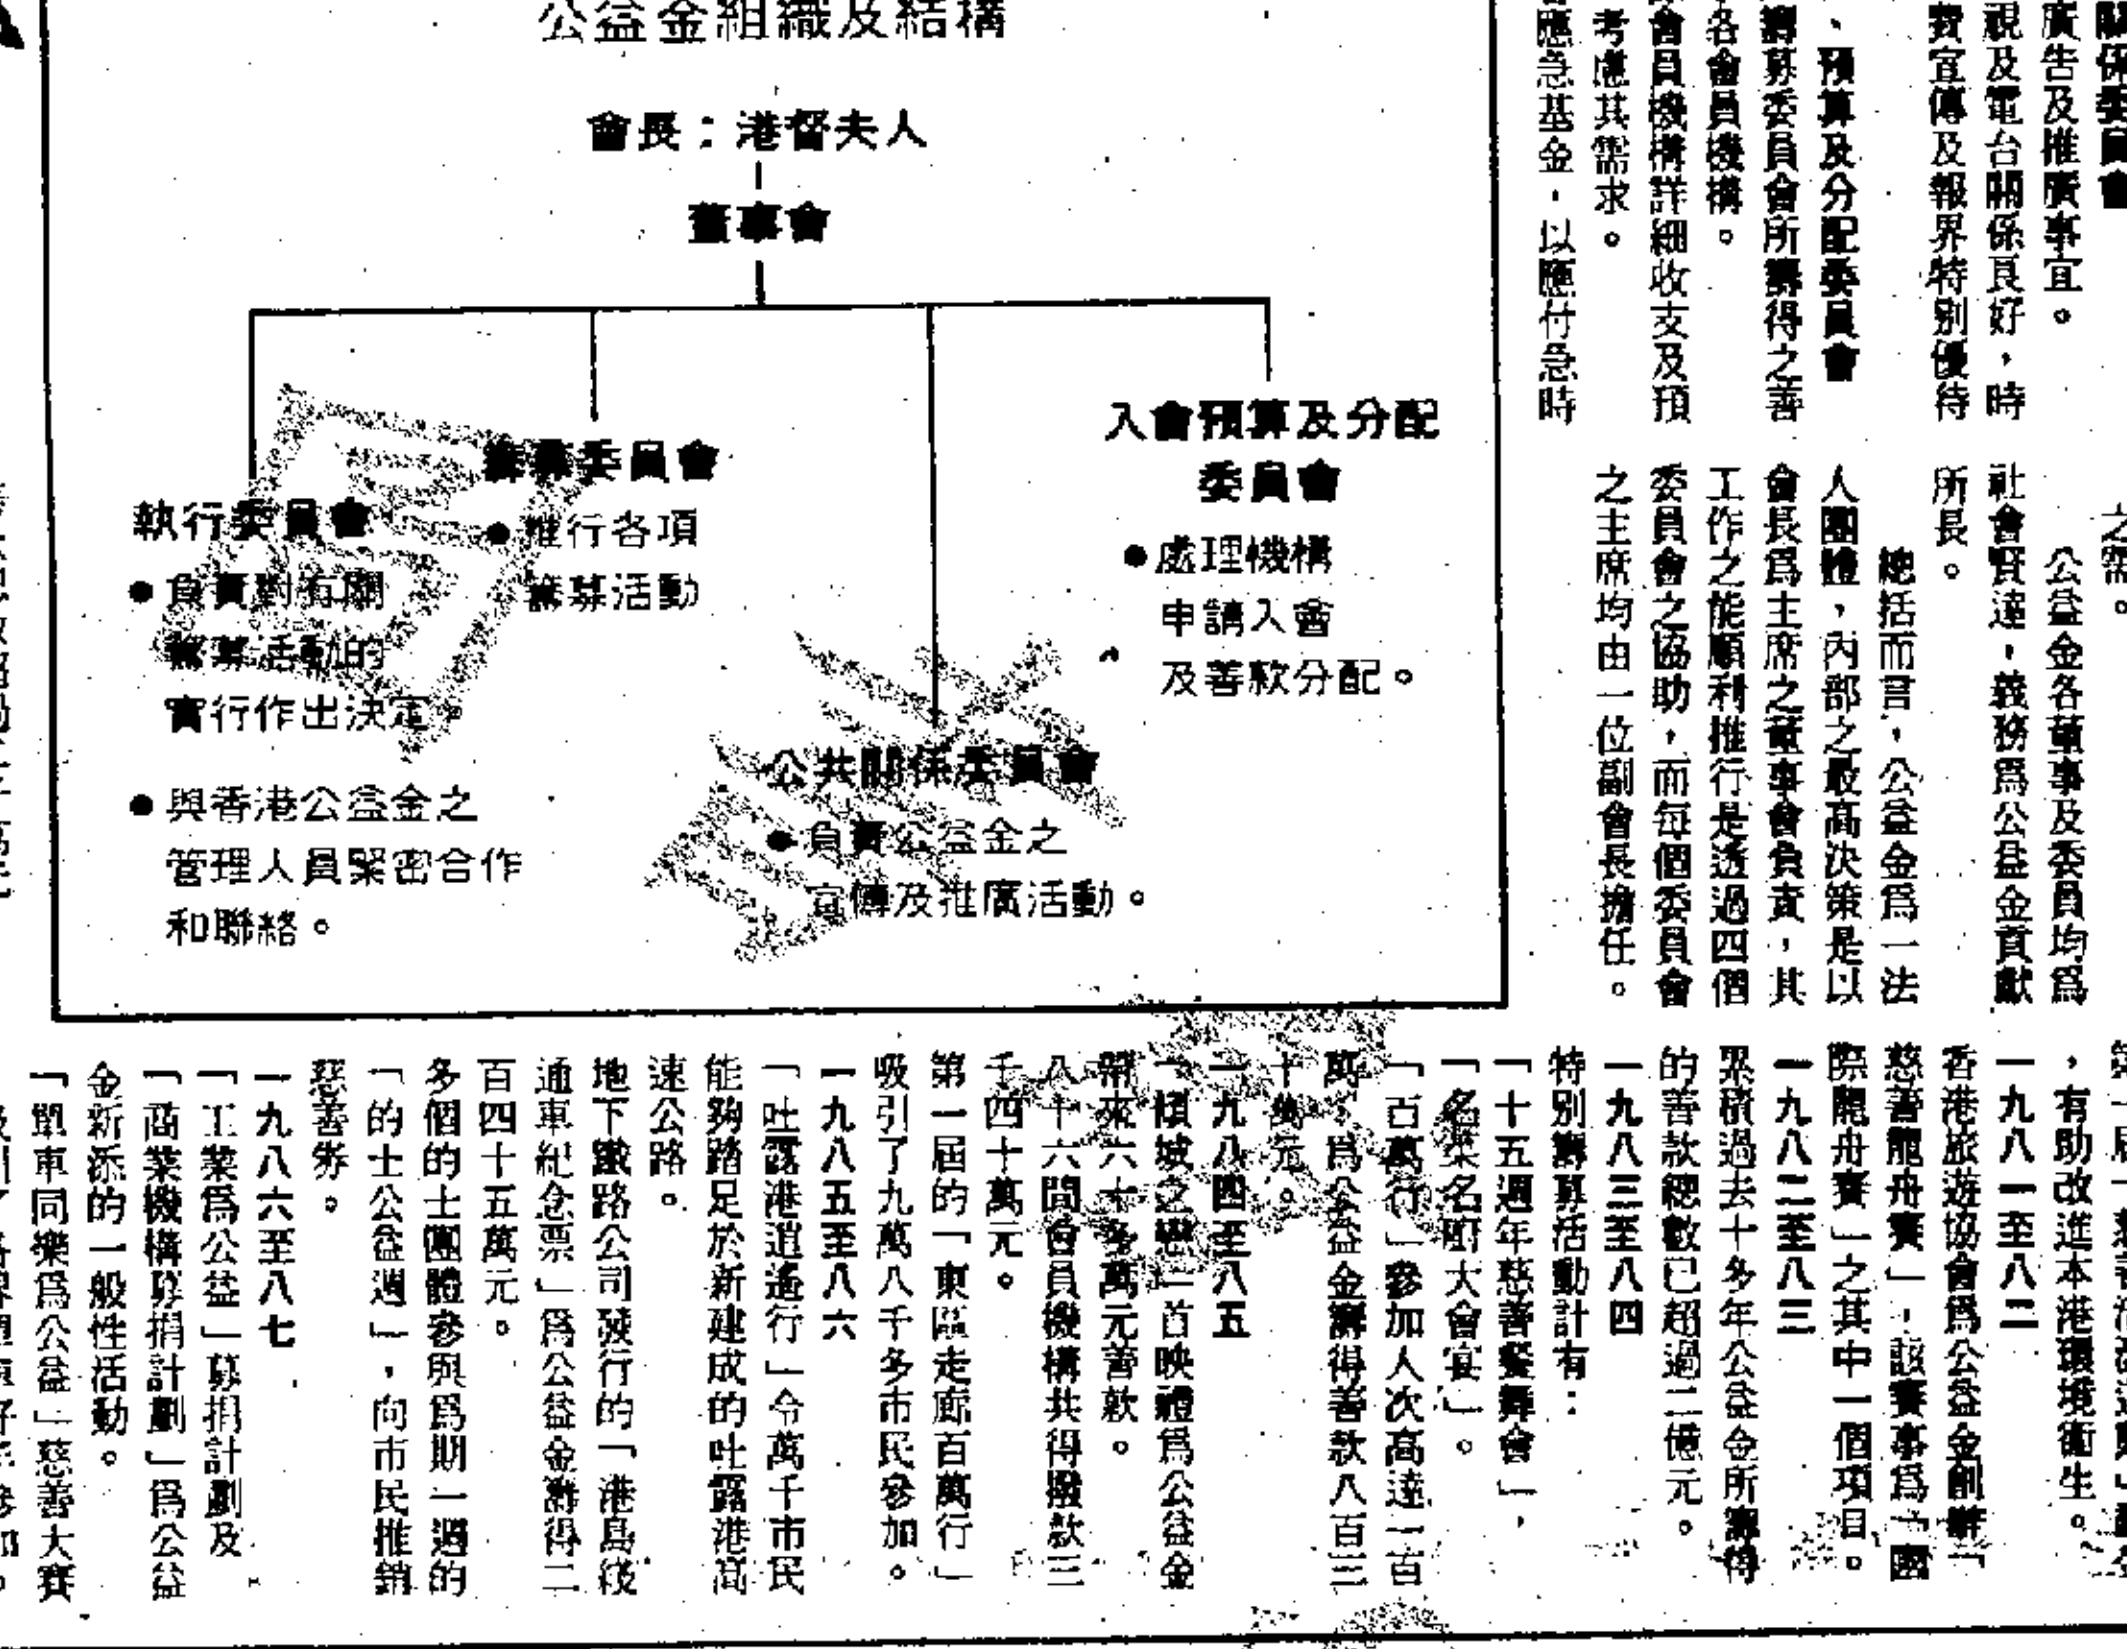 公益金組織及結構
會長：港督夫人
董事會
執行委員會
●負責對有關
籌募活動的
實行作出決定
●與香港公益金之
管理人員緊密合作
和聯絡。
籌募委員會
●推行各項
籌募活動
公共關係委員會
●負責公益金之
宣傳及推廣活動。
入會預算及分配
委員會
●處理機構
申請入會
及善款分配。
關係委員會
廣告及推廣事宜。
視及電台關係良好，時
費宣傳及報界特別優待
、預算及分配委員會
籌募委員會所籌得之善
各會員機構。
會員機構詳細收支及預
考慮其需求。
應急基金，以應付急時
之需。
公益金各董事及委員均爲
社會賢達，義務爲公益金貢獻
所長。
總括而言，公益金爲一法
人團體，內部之最高決策是以
會長爲主席之董事會負責，其
工作之能順利推行是透過四個
委員會之協助，而每個委員會
之主席均由一位副會長擔任。
，有助改進本港環境衞生。
一九八一至八二
香港旅遊協會爲公益金創辦「
慈善龍舟賽」，該賽事爲「國
際龍舟賽」之其中一個項目。
一九八二至八三
累積過去十多年公益金所籌得
的善款總數已超過二億元。
一九八三至八四
特別籌募活動計有：
「十五週年慈善餐舞會」，
「名渠名廚大會宴」。
「百萬行」參加人次高達一百
萬，爲公益金籌得善款八百三
十萬元。
一九八四至八五
「傾城之戀」首映禮爲公益金
帶來六十多萬元善款。
八十六間會員機構共得撥款三
千四十萬元。
第一屆的「東區走廊百萬行」
吸引了九萬八千多市民參加。
一九八五至八六
「吐露港逍遙行」令萬千市民
能夠踏足於新建成的吐露港高
速公路。
地下鐵路公司發行的「港島綫
通車紀念票」爲公益金籌得二
百四十五萬元。
多個的士團體參與爲期一週的
「的士公益週」，向市民推銷
慈善券。
一九八六至八七
「工業爲公益」募捐計劃及
「商業機構募捐計劃」爲公益
金新添的一般性活動。
「單車同樂爲公益」慈善大賽